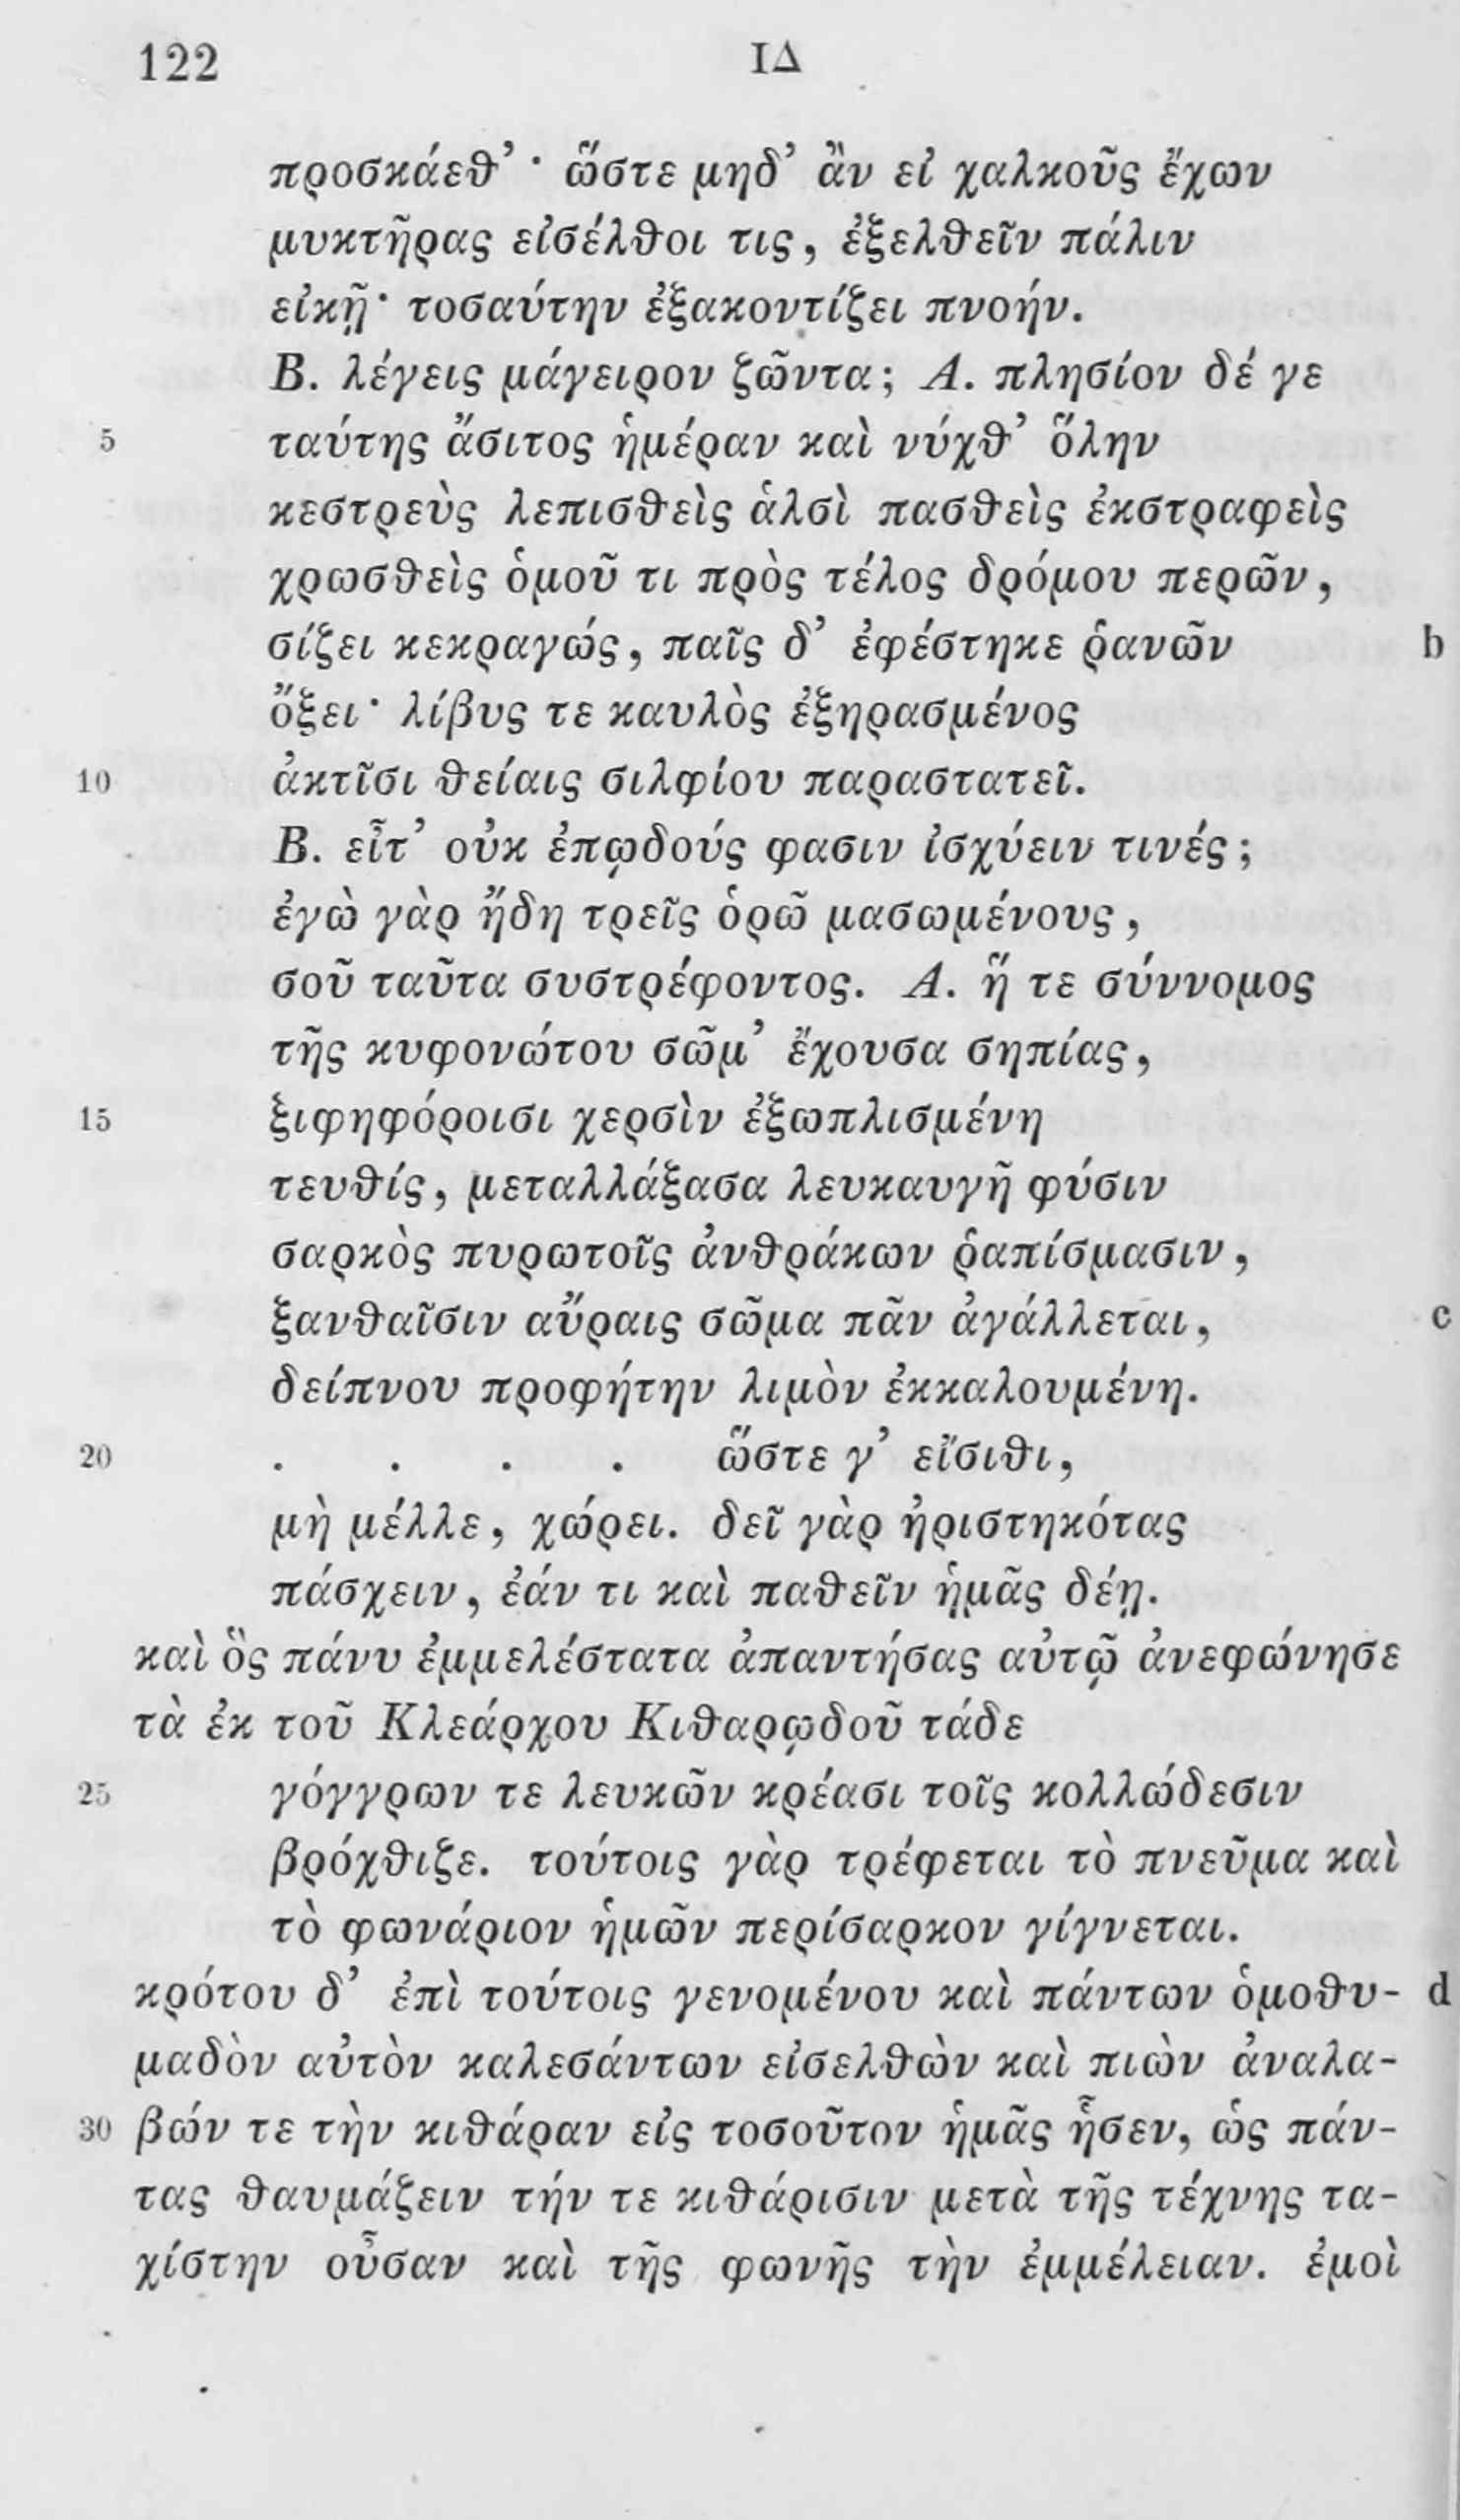 122 ΙΔ
προσκάεθ’· ὥστε μηδ’ ἂν εἰ χαλκοῦς ἔχων
μυκτῆρας εἰσέλθοι τις, ἐξελθεῖν πάλιν
εἰκῇ· τοσαύτην ἐξακοντίζει πνοήν.
Β. λέγεις μάγειρον ζῶντα; Α. πλησίον δέ γε
5 ταύτης ἄσιτος ἡμέραν καὶ νύχθ’ ὅλην
κεστρεὺς λεπισθεὶς ἁλσὶ πασθεὶς ἐκστραφεὶς
χρωσθεὶς ὁμοῦ τι πρὸς τέλος δρόμου περῶν,
σίζει κεκραγώς, παῖς δ’ ἐφέστηκε ῥανῶν b
ὄξει· λίβυς τε καυλὸς ἐξηρασμένος
10 ἀκτῖσι θείαις σιλφίου παραστατεῖ.
Β. εἶτ’ οὐκ ἐπῳδούς φασιν ἰσχύειν τινές;
ἐγὼ γὰρ ἤδη τρεῖς ὁρῶ μασωμένους,
σοῦ ταῦτα συστρέφοντος. Α. ἥ τε σύννομος
τῆς κυφονώτου σῶμ’ ἔχουσα σηπίας,
15 ξιφηφόροισι χερσὶν ἐξωπλισμένη
τευθίς, μεταλλάξασα λευκαυγῆ φύσιν
σαρκὸς πυρωτοῖς ἀνθράκων ῥαπίσμασιν,
ξανθαῖσιν αὔραις σῶμα πᾶν ἀγάλλεται, c
δείπνου προφήτην λιμὸν ἐκκαλουμένη.
20 . . . . ὥστε γ’ εἴσιθι,
μὴ μέλλε, χώρει. δεῖ γὰρ ἠριστηκότας
πάσχειν, ἐάν τι καὶ παθεῖν ἡμᾶς δέῃ.
καὶ ὃς πάνυ ἐμμελέστατα ἀπαντήσας αὐτῷ ἀνεφώνησε
τὰ ἐκ τοῦ Κλεάρχου Κιθαρῳδοῦ τάδε
25 γόγγρων τε λευκῶν κρέασι τοῖς κολλώδεσιν
βρόχθιζε. τούτοις γὰρ τρέφεται τὸ πνεῦμα καὶ
τὸ φωνάριον ἡμῶν περίσαρκον γίγνεται.
κρότου δ’ ἐπὶ τούτοις γενομένου καὶ πάντων ὁμοθυ- d
μαδὸν αὐτὸν καλεσάντων εἰσελθὼν καὶ πιὼν ἀναλα-
30 βών τε τὴν κιθάραν εἰς τοσοῦτον ἡμᾶς ἧσεν, ὡς πάν-
τας θαυμάζειν τήν τε κιθάρισιν μετὰ τῆς τέχνης τα-
χίστην οὖσαν καὶ τῆς φωνῆς τὴν ἐμμέλειαν. ἐμοὶ